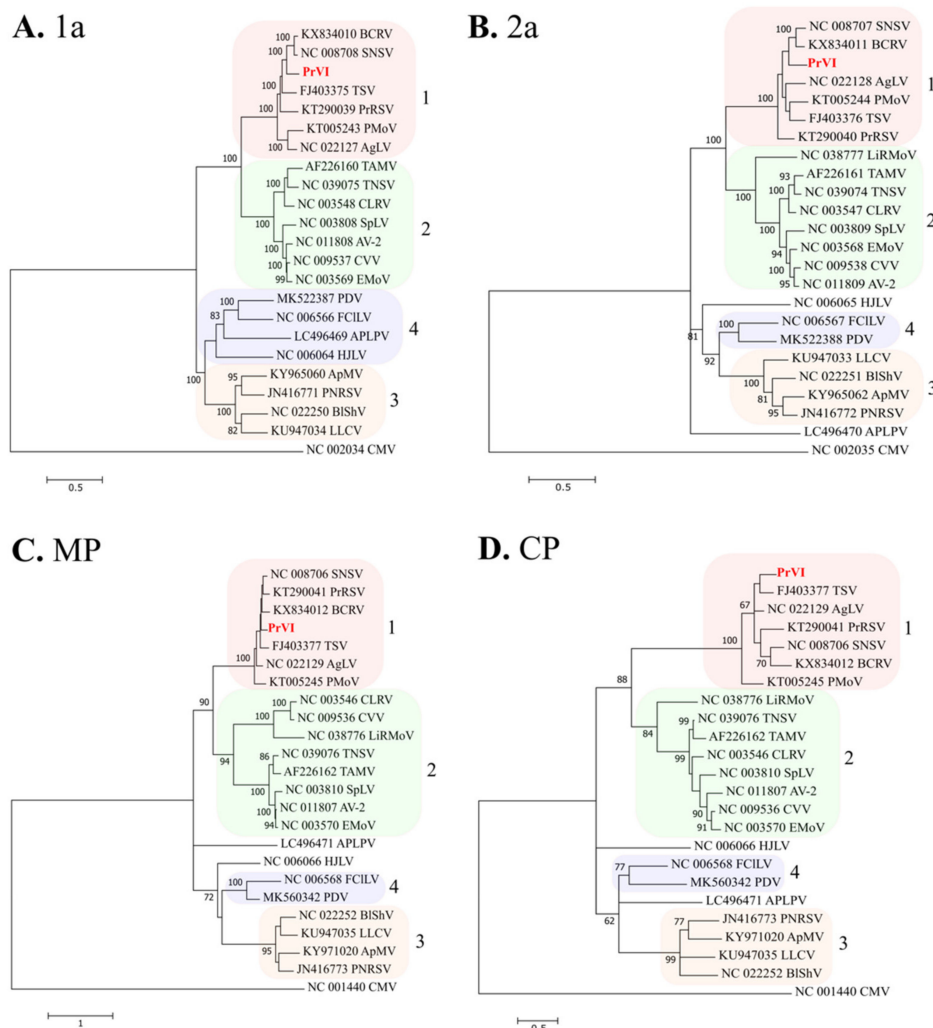 A. 1a
KX834010 BCRV
100
NC 008708 SNSV
100
PrVI
100
FJ403375 TSV
1
100
KT290039 PrRSV
100
KT005243 PMoV
100
100
NC 022127 AgLV
100
AF226160 TAMV
100
NC 039075 TNSV
100
NC 003548 CLRV
100
NC 003808 SpLV
2
100
NC 011808 AV-2
100
NC 009537 CVV
99
NC 003569 EMoV
MK522387 PDV
100
NC 006566 FCILV
83
4
LC496469 APLPV
NC 006064 HJLV
100
KY965060 ApMV
95
JN416771 PNRSV
3
100
NC 022250 BlShV
82
KU947034 LLCV
NC 002034 CMV
0.5
B. 2a
NC 008707 SNSV
KX834011 BCRV
PrVI
1
NC 022128 AgLV
100
KT005244 PMoV
100
FJ403376 TSV
KT290040 PrRSV
NC 038777 LiRMoV
AF226161 TAMV
93
NC 039074 TNSV
100
100
NC 003547 CLRV
2
100
NC 003809 SpLV
94
NC 003568 EMoV
100
NC 009538 CVV
95
NC 011809 AV-2
NC 006065 HJLV
NC 006567 FCILV
4
81
MK522388 PDV
92
KU947033 LLCV
100
NC 022251 BlShV
3
81
KY965062 ApMV
95
JN416772 PNRSV
LC496470 APLPV
NC 002035 CMV
0.5
C. MP
NC 008706 SNSV
KT290041 PrRSV
KX834012 BCRV
1
PrVI
FJ403377 TSV
100
NC 022129 AgLV
KT005245 PMoV
90
NC 003546 CLRV
100
NC 009536 CVV
100
NC 038776 LiRMoV
94
86
NC 039076 TNSV
2
AF226162 TAMV
100
NC 003810 SpLV
100
NC 011807 AV-2
94
NC 003570 EMoV
LC496471 APLPV
NC 006066 HJLV
NC 006568 FCILV
100
4
72
MK560342 PDV
NC 022252 BlShV
KU947035 LLCV
3
95
KY971020 ApMV
JN416773 PNRSV
NC 001440 CMV
1
D. CP
PrVI
FJ403377 TSV
67
NC 022129 AgLV
1
KT290041 PrRSV
100
NC 008706 SNSV
70
KX834012 BCRV
KT005245 PMoV
88
NC 038776 LiRMoV
99
NC 039076 TNSV
84
AF226162 TAMV
99
NC 003546 CLRV
2
NC 003810 SpLV
NC 011807 AV-2
90
NC 009536 CVV
91
NC 003570 EMoV
NC 006066 HJLV
77
NC 006568 FCILV
4
MK560342 PDV
LC496471 APLPV
62
JN416773 PNRSV
77
KY971020 ApMV
3
KU947035 LLCV
99
NC 022252 BlShV
NC 001440 CMV
0.5